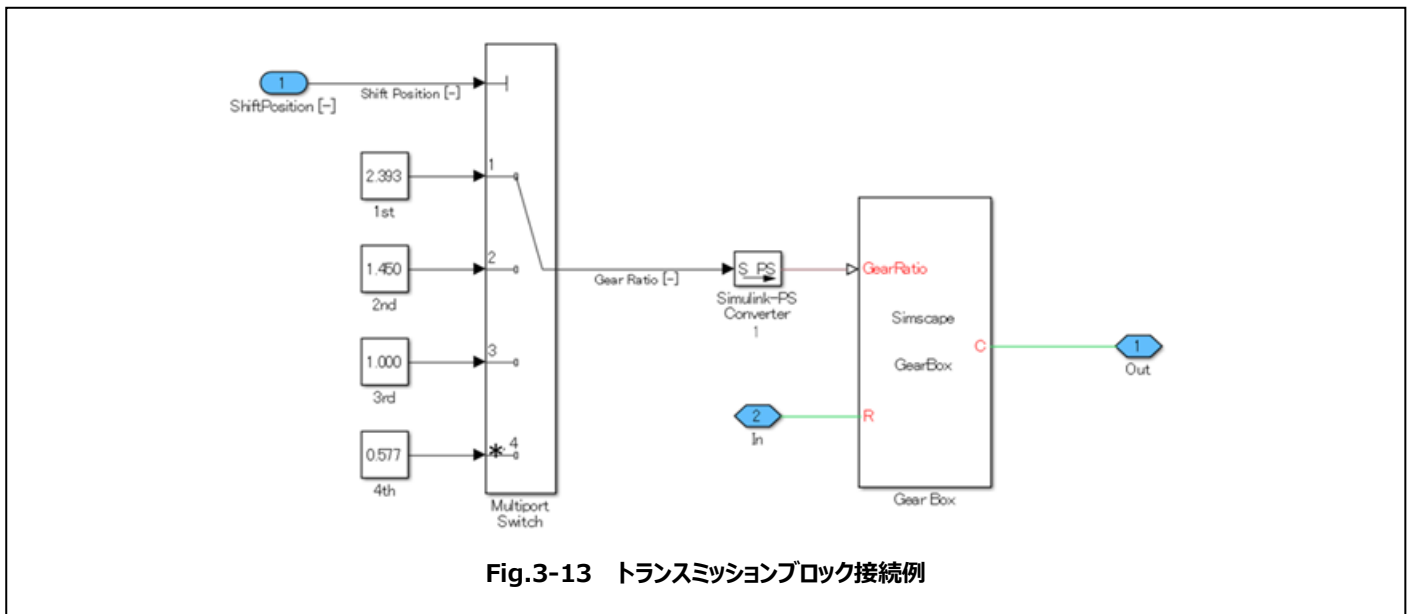 1
ShiftPosition [-]
Shift Position [-]
2.393
1st
1
1.450
2nd
2
1.000
3rd
3
0.577
4th
*, 4
Multiport
Switch
Gear Ratio [-]
S PS
Simulink-PS
Converter
1
2
In
GearRatio
Simscape
GearBox
C
R
Gear Box
1
Out
Fig.3-13 トランスミッションブロック接続例